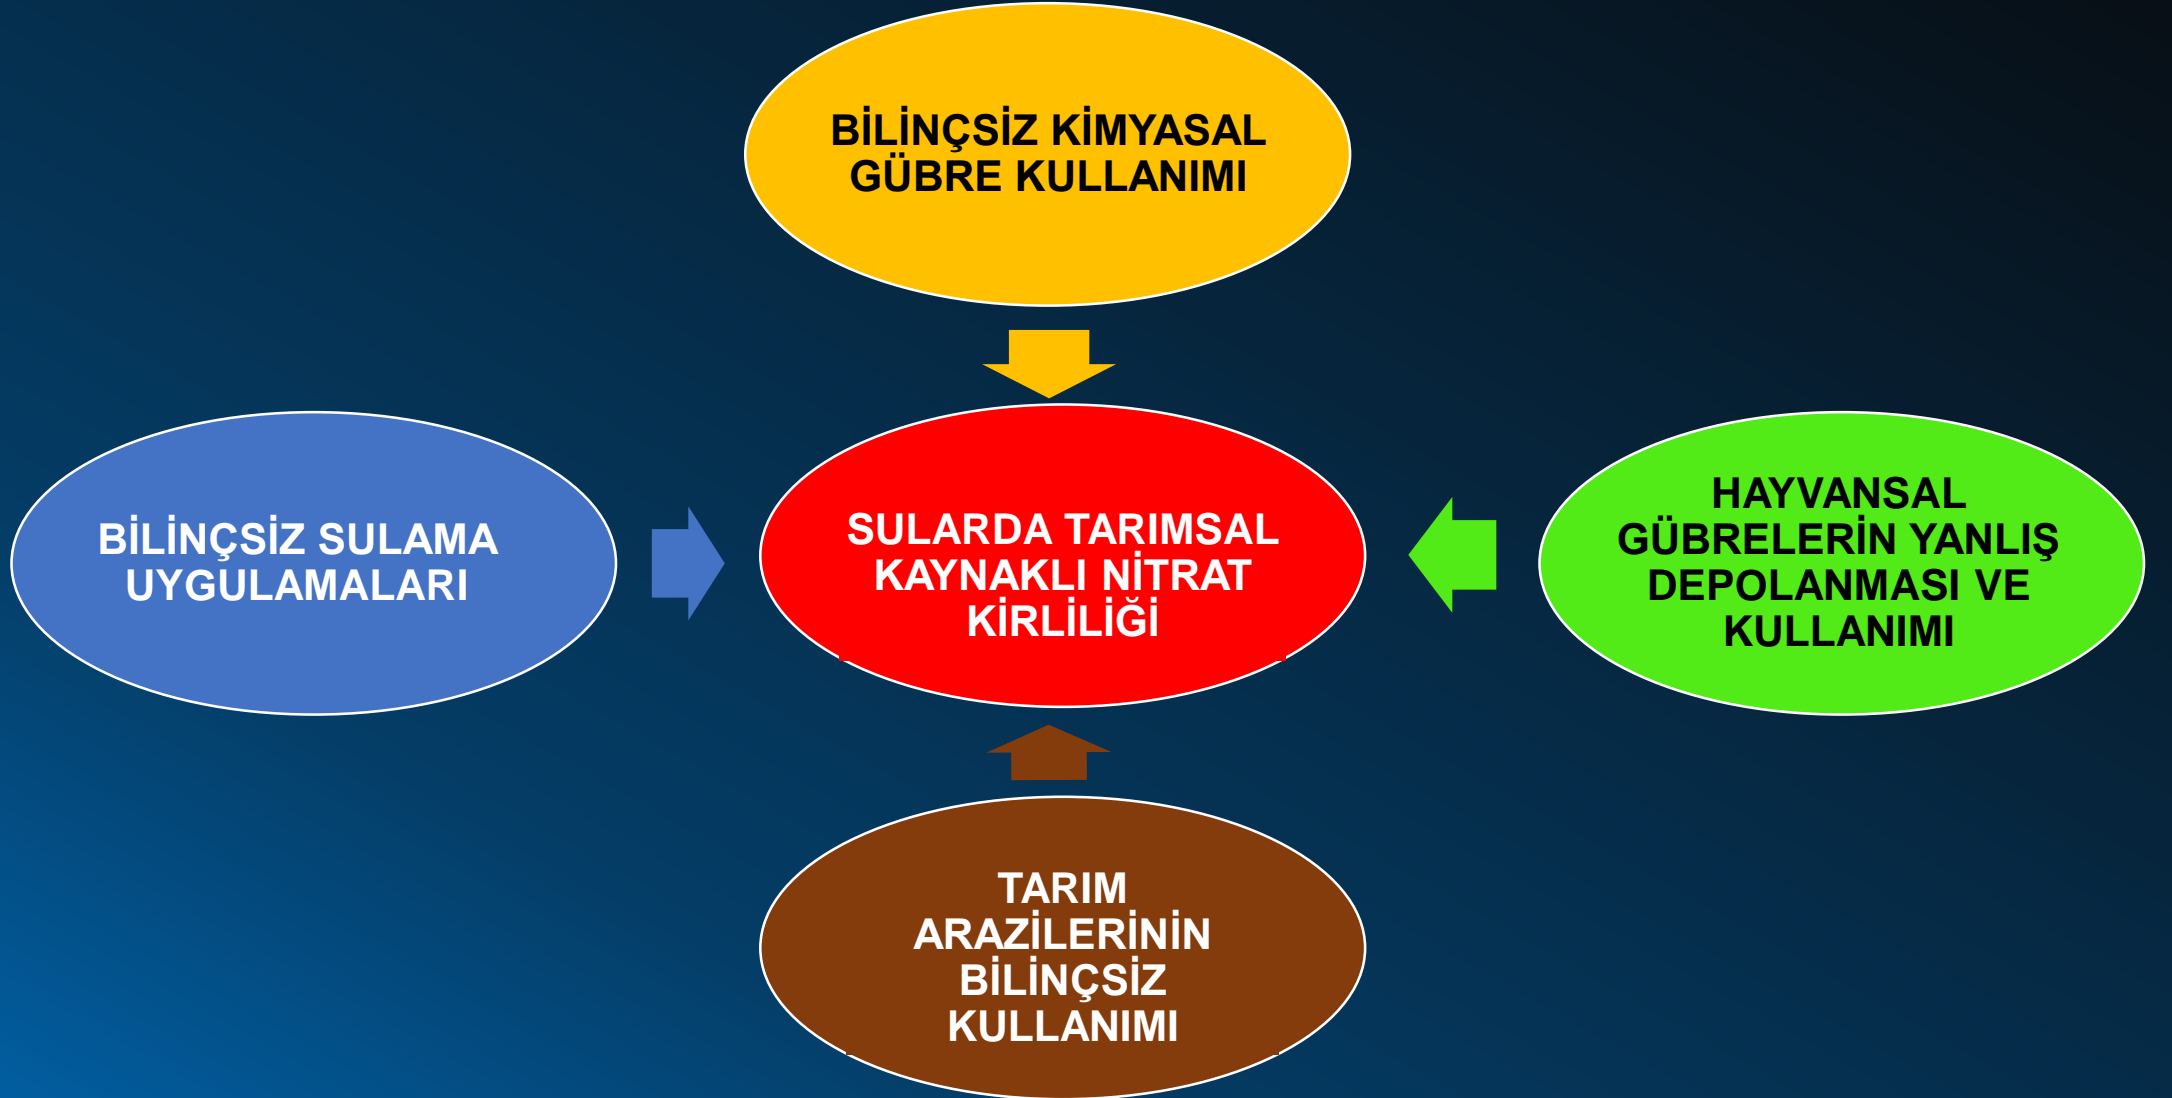 BİLİNÇSİZ KİMYASAL
GÜBRE KULLANIMI
BİLİNÇSİZ SULAMA
UYGULAMALARI
SULARDA TARIMSAL
KAYNAKLI NİTRAT
KİRLİLİĞİ
HAYVANSAL
GÜBRELERİN YANLIŞ
DEPOLANMASI VE
KULLANIMI
TARIM
ARAZİLERİNİN
BİLİNÇSİZ
KULLANIMI